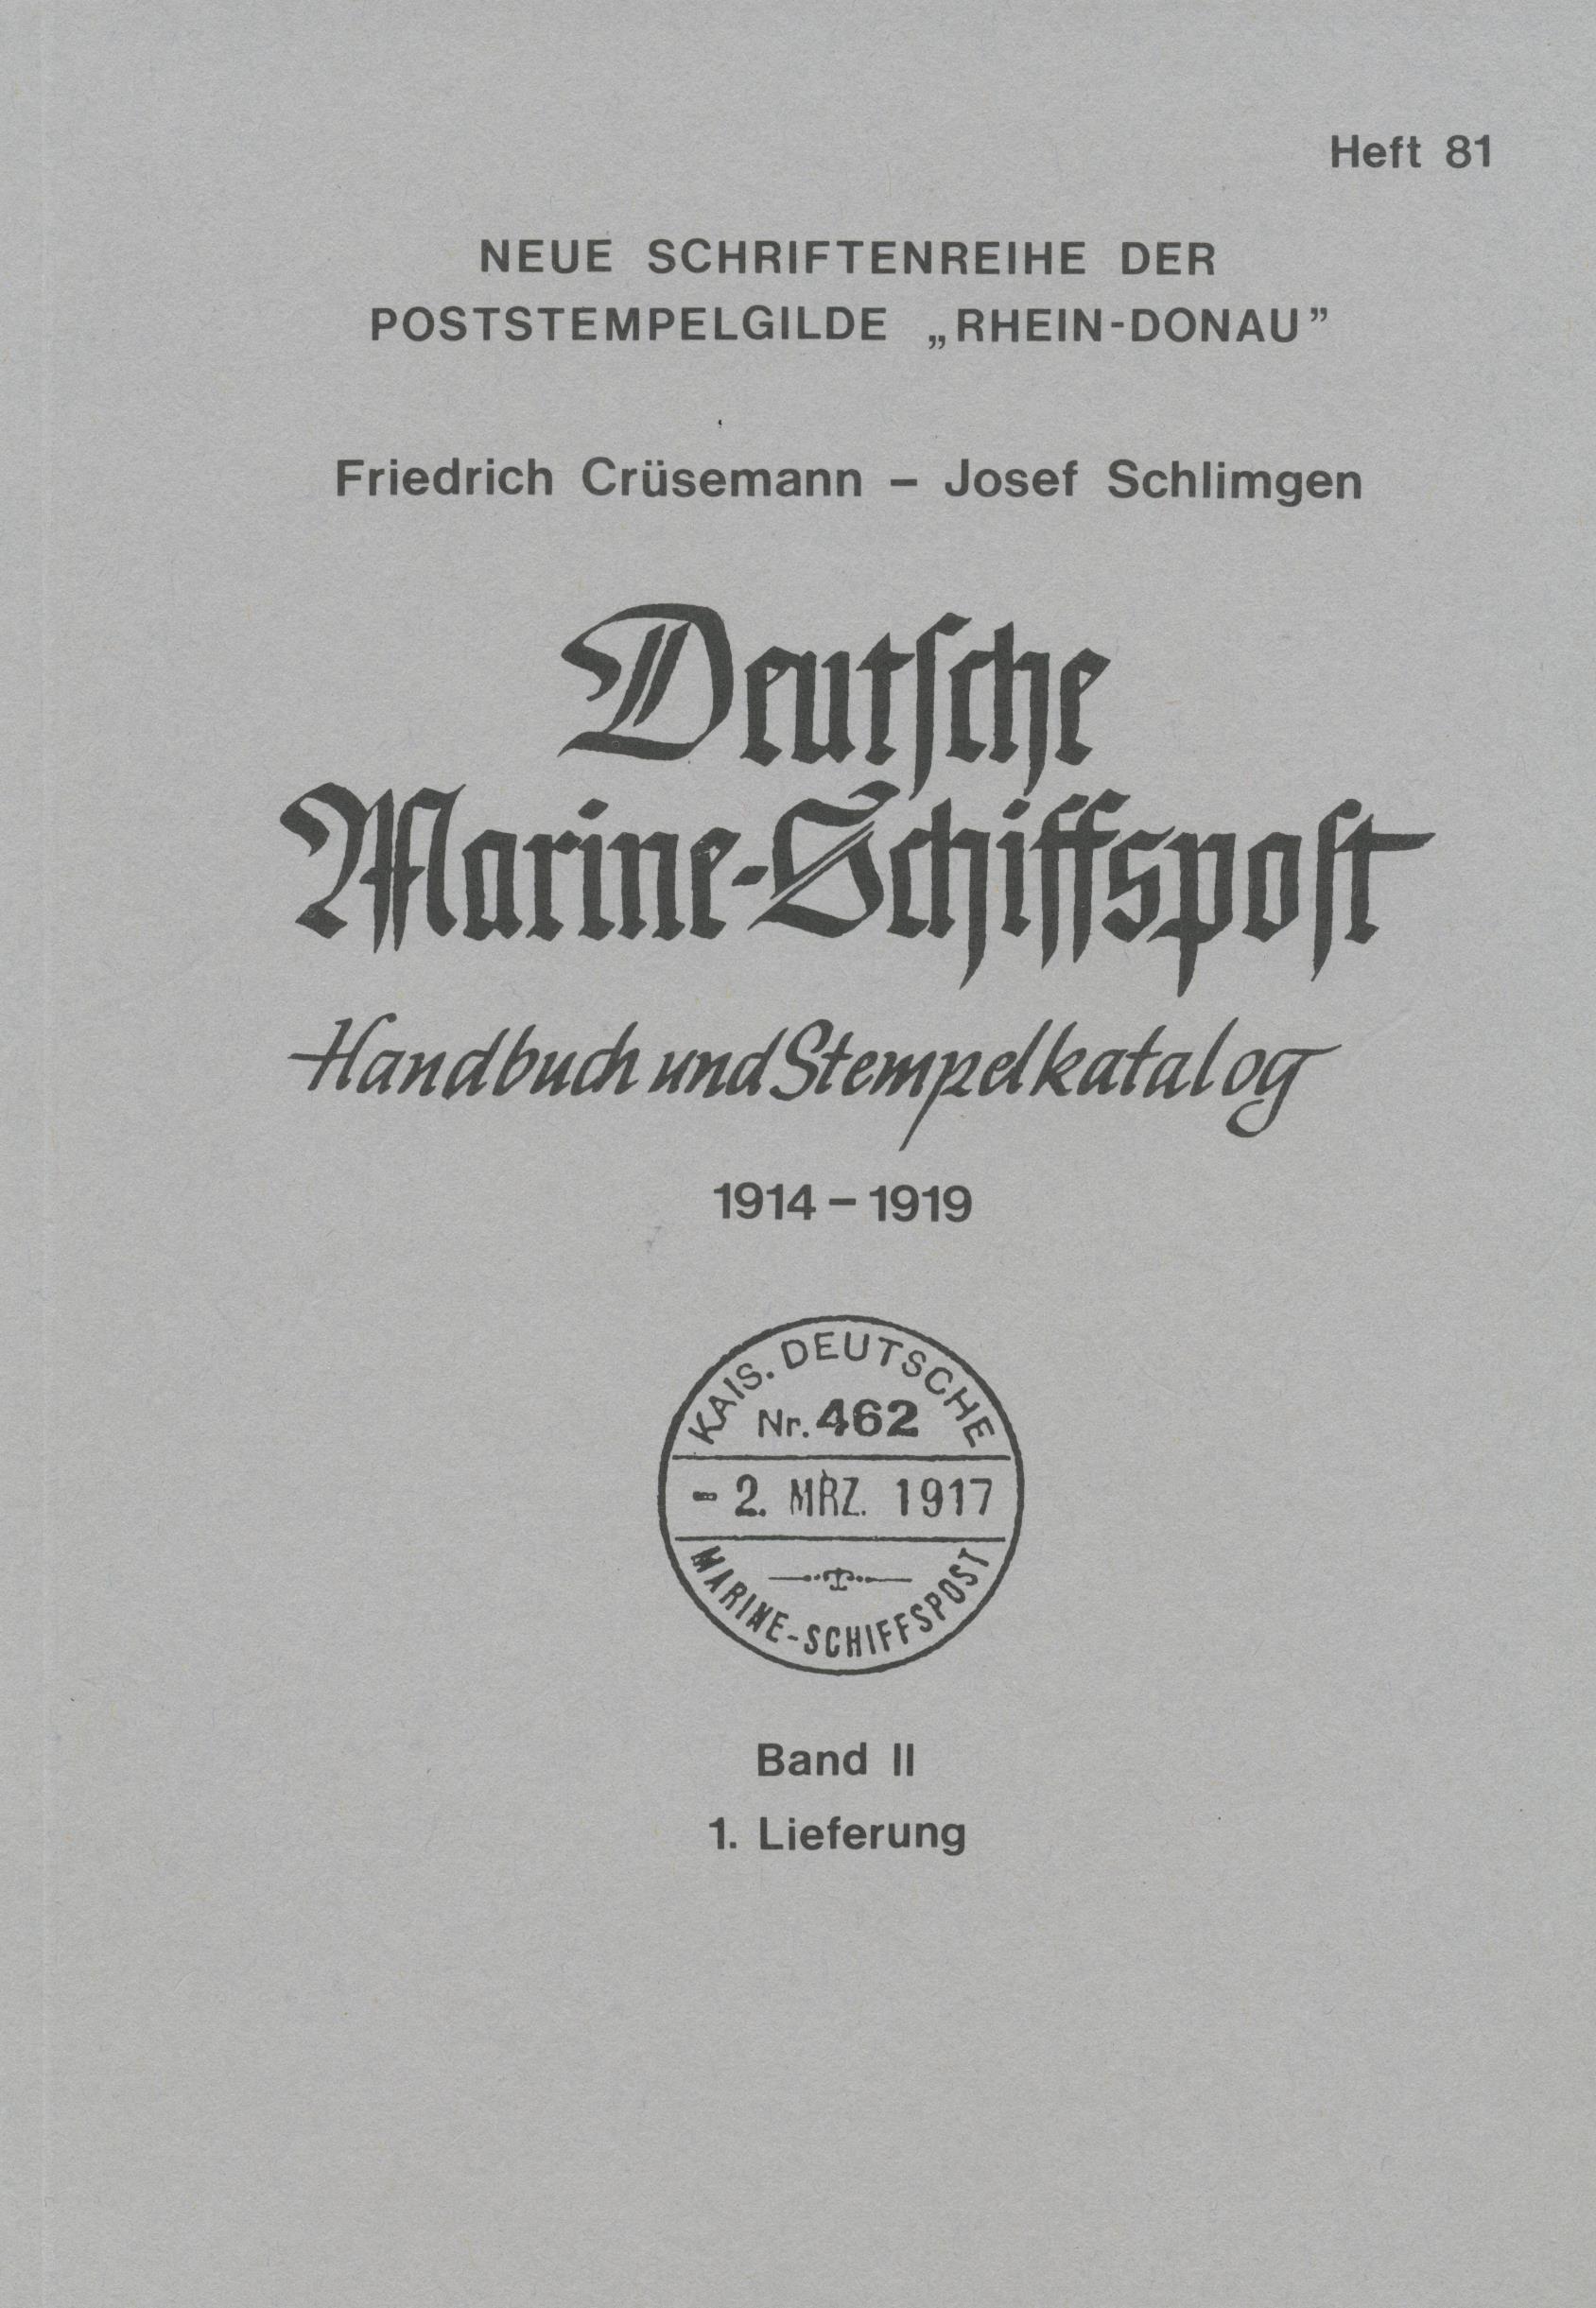 Heft 81
NEUE SCHRIFTENREIHE DER
POSTSTEMPELGILDE „RHEIN-DONAU”
Friedrich Crüsemann – Josef Schlimgen
Deutſche
Marine-Schiffspoſt
Handbuch und Stempelkatalog
1914 – 1919
KAIS. DEUTSCHE
Nr. 462
- 2. MRZ. 1917
MARINE-SCHIFFSPOST
Band II
1. Lieferung